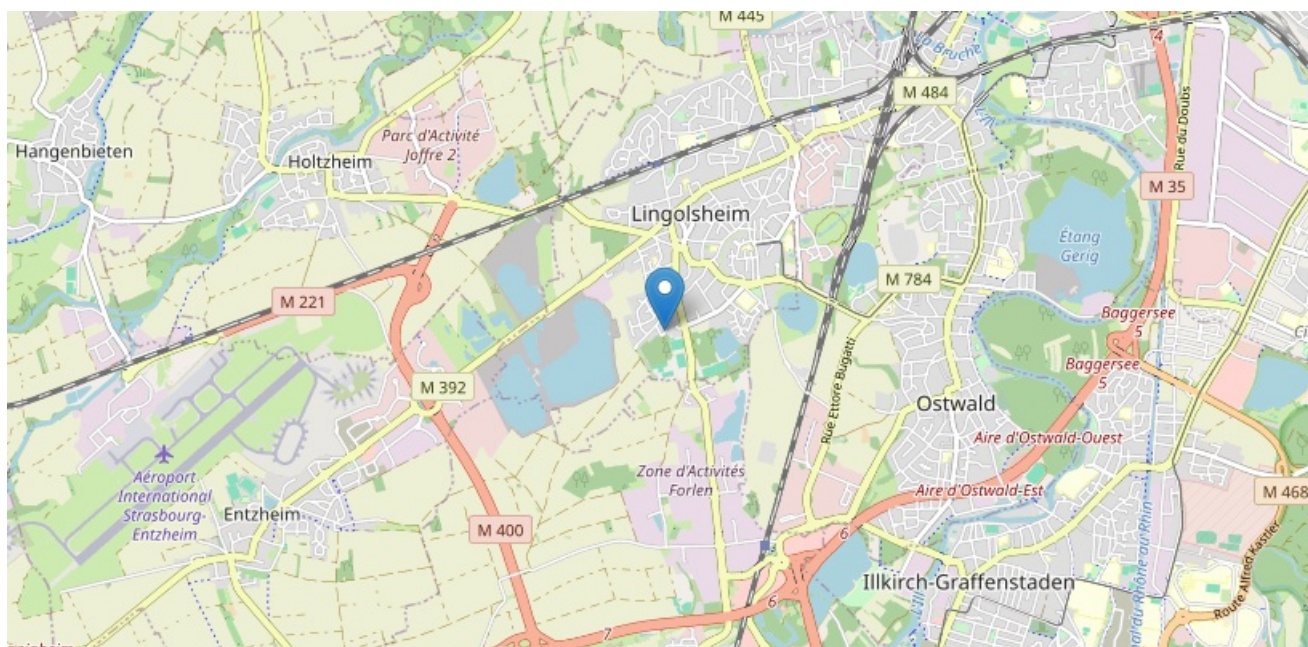 M 445
La Bruche
M 484
Hangenbieten
Parc d'Activité
Joffre 2
Holtzheim
Rue du Doubs
4
M 35
Lingolsheim
Étang
Gerig
M 784
M 221
Baggersee
5
Baggersee
5
M 392
Rue Ettore Bugatti
Ostwald
Aire d'Ostwald-Ouest
Aéroport
International
Strasbourg-
Entzheim
Zone d'Activités
Forlen
Aire d'Ostwald-Est
M 468
Entzheim
M 400
6
Illkirch-Graffenstaden
6
7
Route Alfred Kastler